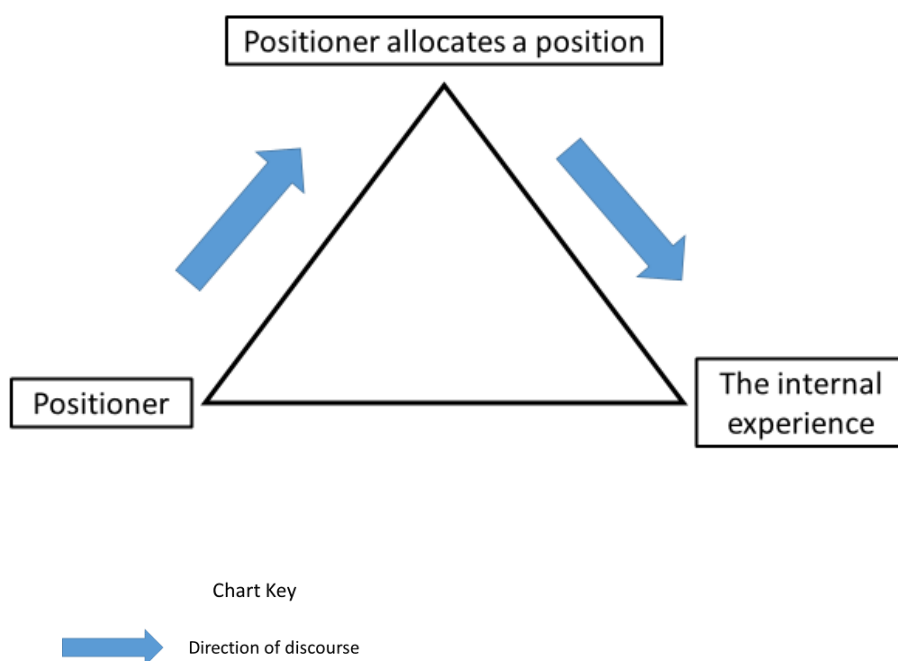 Positioner allocates a position
Positioner
The internal
experience
Chart Key
Direction of discourse